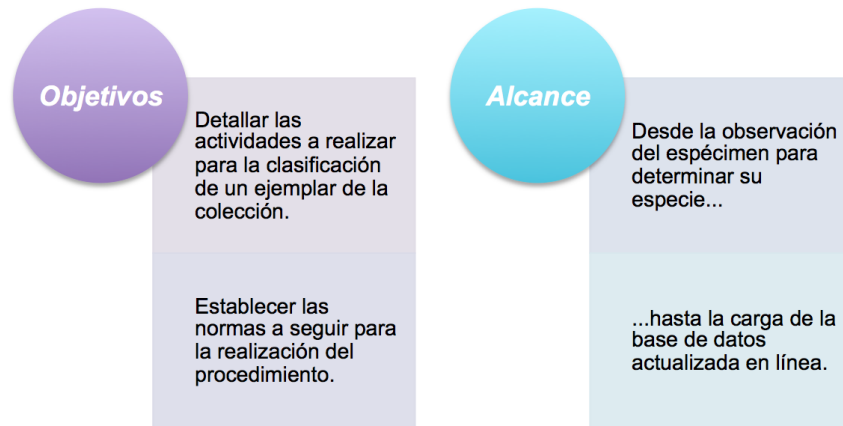 Objetivos
Detallar las
actividades a realizar
para la clasificación
de un ejemplar de la
colección.
Establecer las
normas a seguir para
la realización del
procedimiento.
Alcance
Desde la observación
del espécimen para
determinar su
especie...
...hasta la carga de la
base de datos
actualizada en línea.